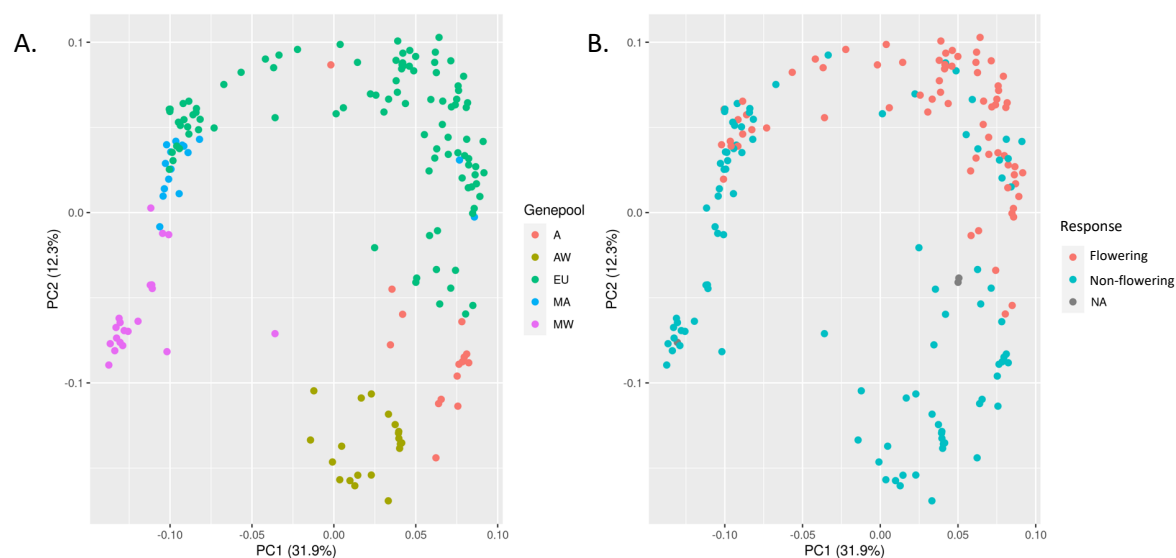 A.
0.1
0.0
-0.1
PC2 (12.3%)
-0.10
-0.05
0.00
0.05
0.10
PC1 (31.9%)
Genepool
A
AW
EU
MA
MW
B.
0.1
0.0
-0.1
PC2 (12.3%)
-0.10
-0.05
0.00
0.05
0.10
PC1 (31.9%)
Response
Flowering
Non-flowering
NA